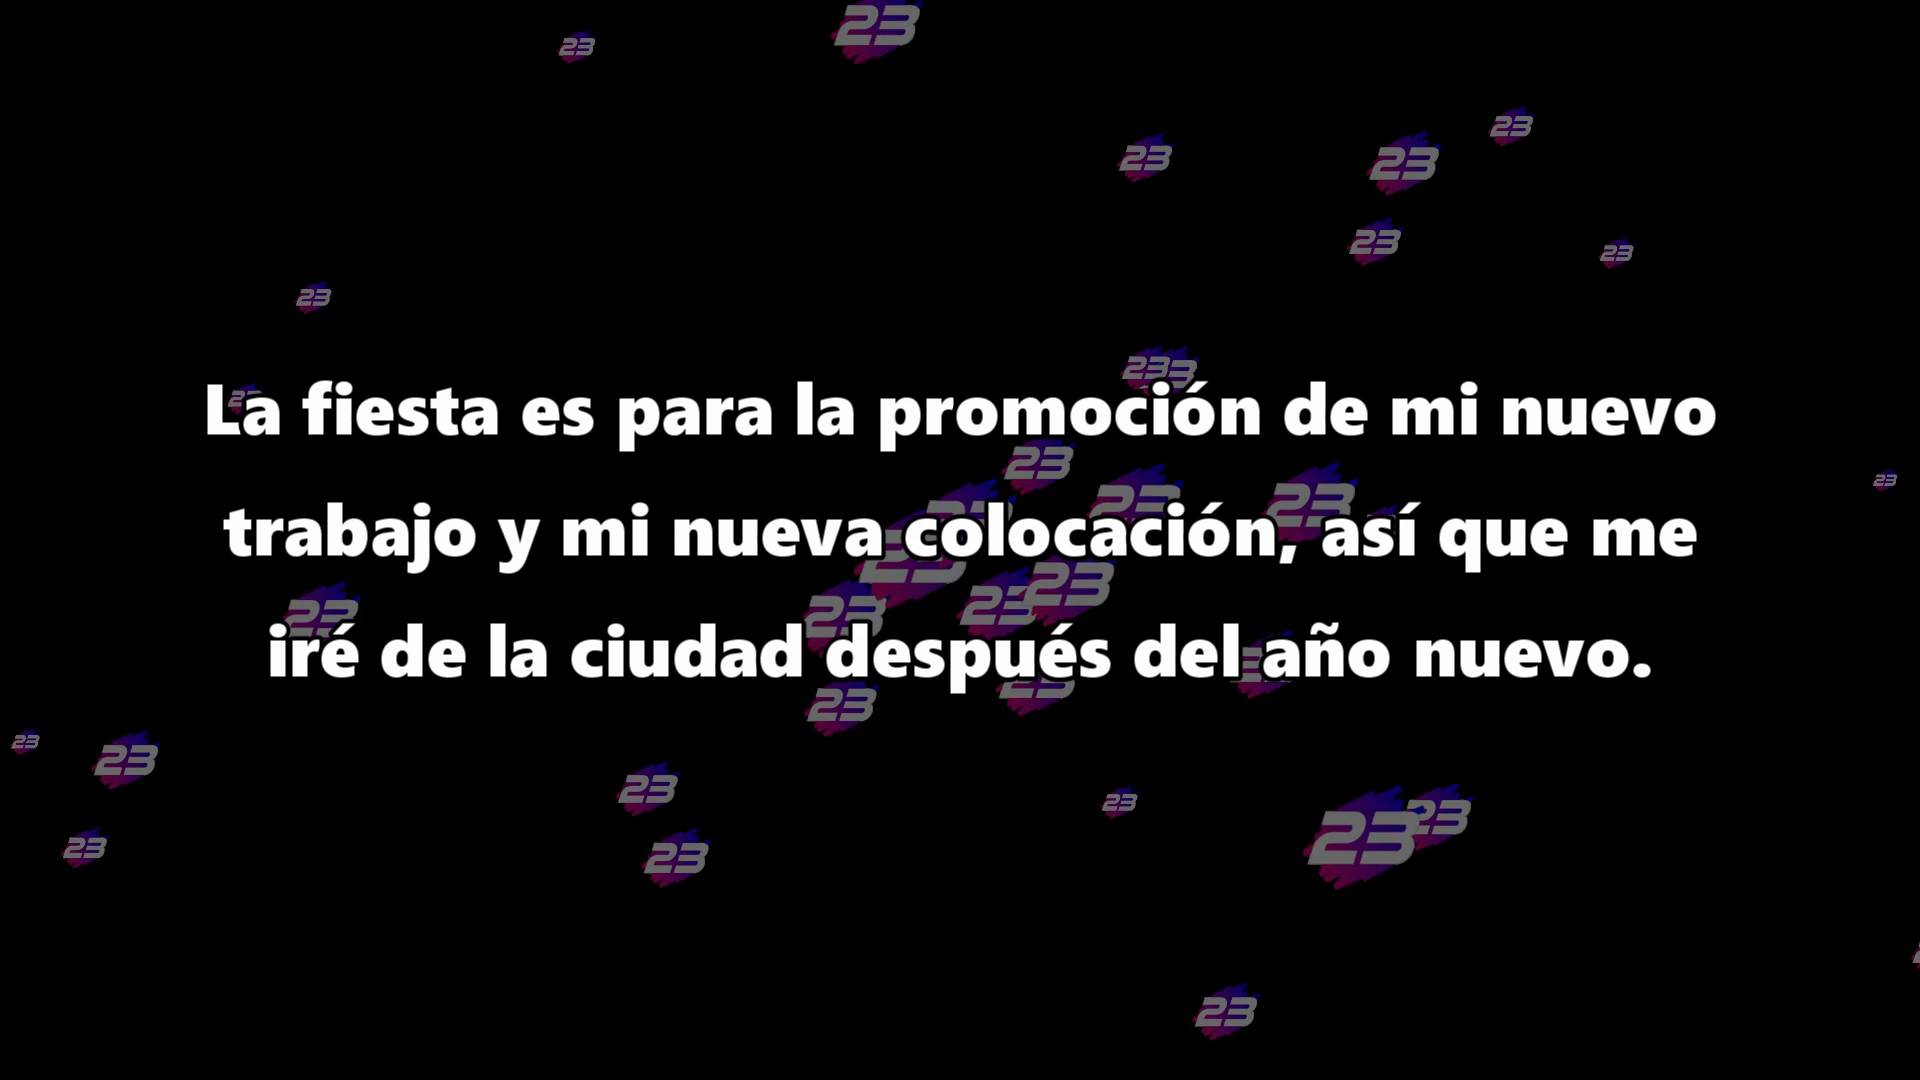 La fiesta es para la promoción de mi nuevo
trabajo y mi nueva colocación, así que me
iré de la ciudad después del año nuevo.